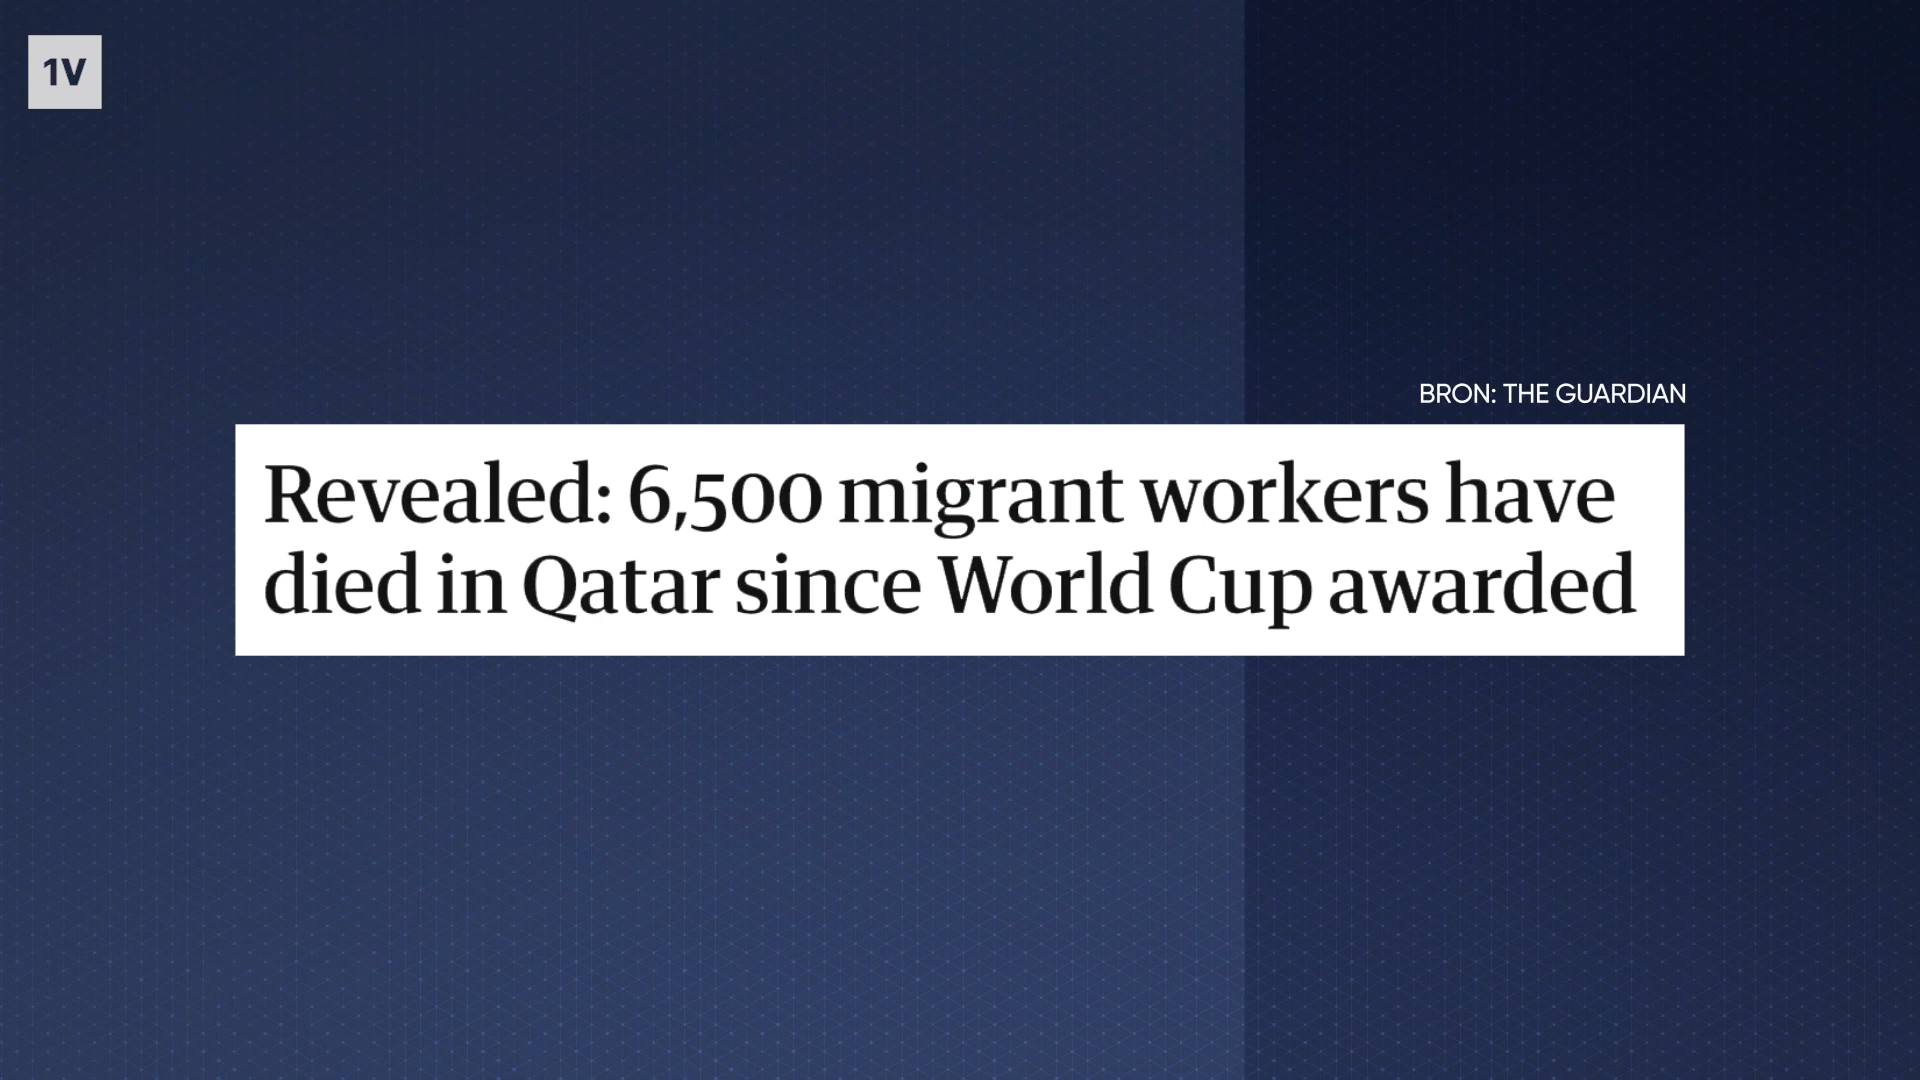 1V
BRON: THE GUARDIAN
Revealed: 6,500 migrant workers have
died in Qatar since World Cup awarded